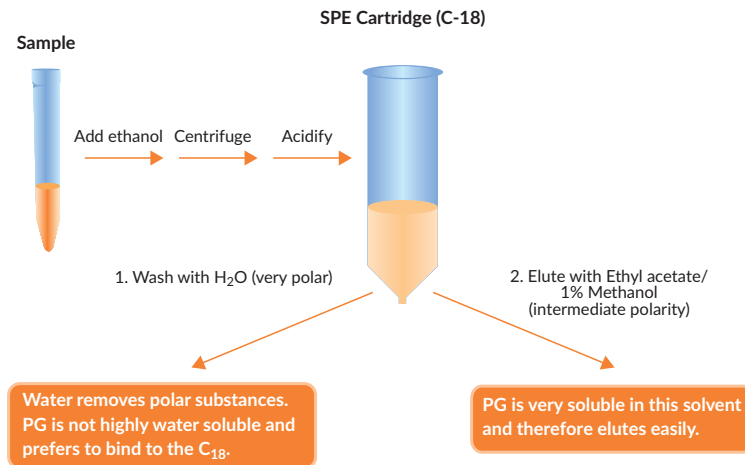 SPE Cartridge (C-18)
Sample
Add ethanol
Centrifuge
Acidify
1. Wash with H₂O (very polar)
2. Elute with Ethyl acetate/
1% Methanol
(intermediate polarity)
Water removes polar substances.
PG is not highly water soluble and
prefers to bind to the C₁₈.
PG is very soluble in this solvent
and therefore elutes easily.